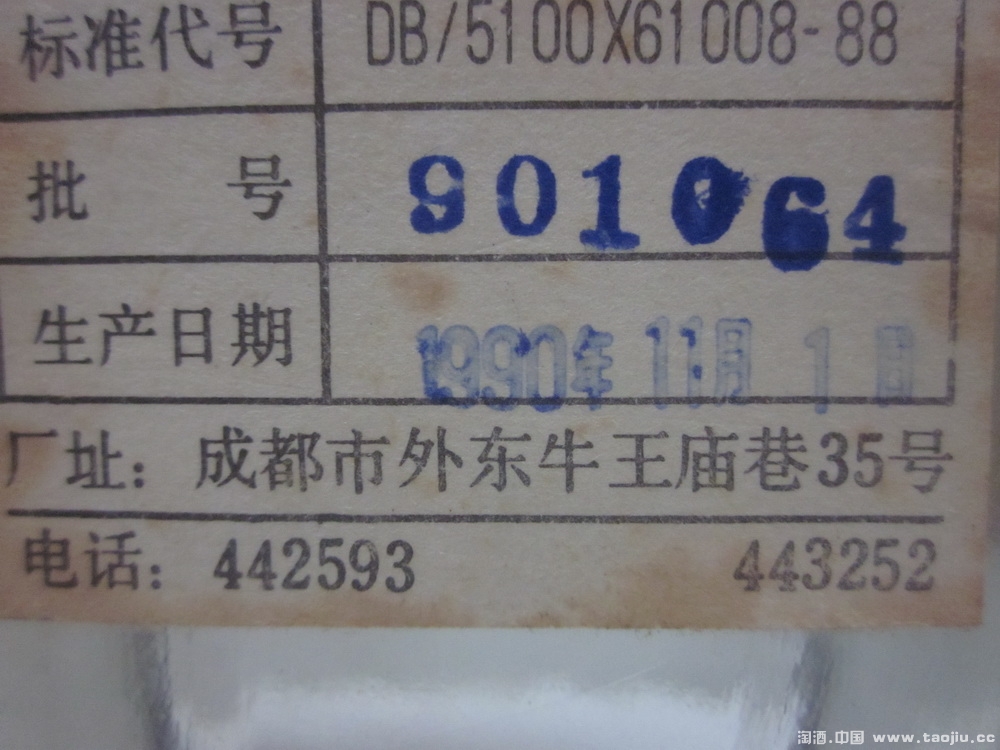 标准代号 DB/5100X61008-88
批号 901064
生产日期 1990年 11月 1日
厂址：成都市外东牛王庙巷35号
电话：442593 443252
淘酒.中国 www.taojiu.cc